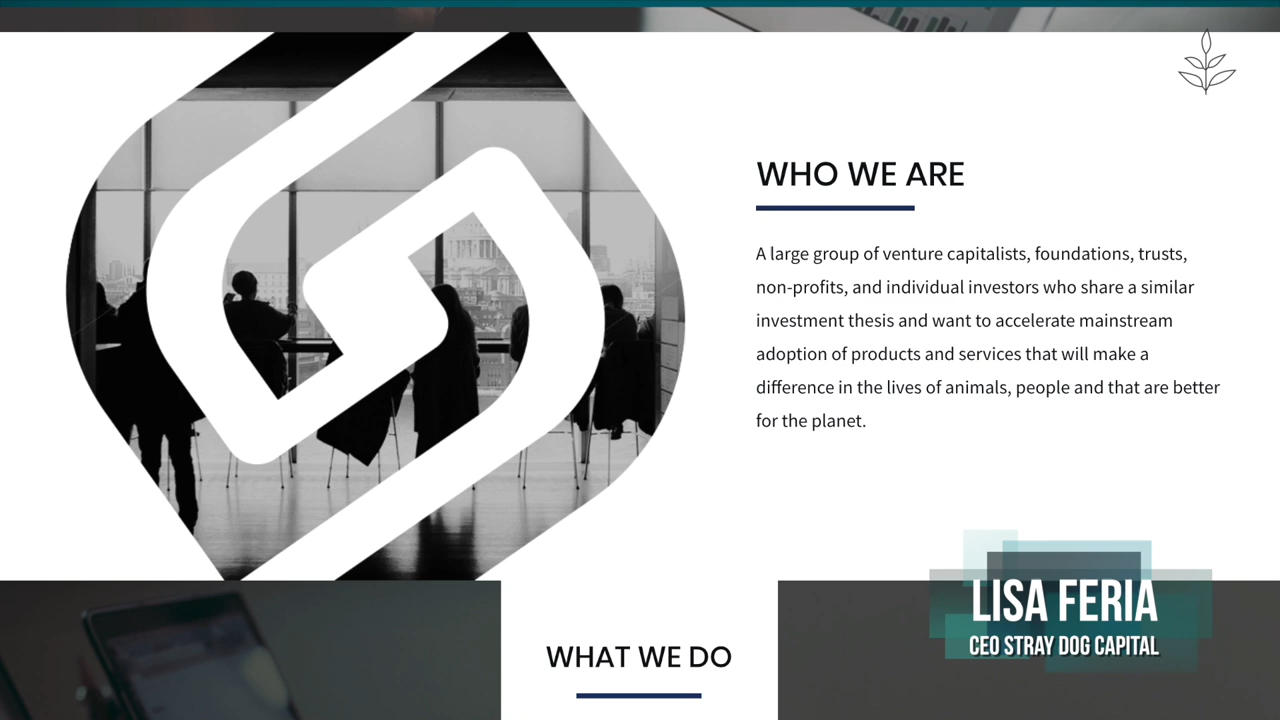 WHO WE ARE
A large group of venture capitalists, foundations, trusts,
non-profits, and individual investors who share a similar
investment thesis and want to accelerate mainstream
adoption of products and services that will make a
difference in the lives of animals, people and that are better
for the planet.
LISA FERIA
CEO STRAY DOG CAPITAL
WHAT WE DO